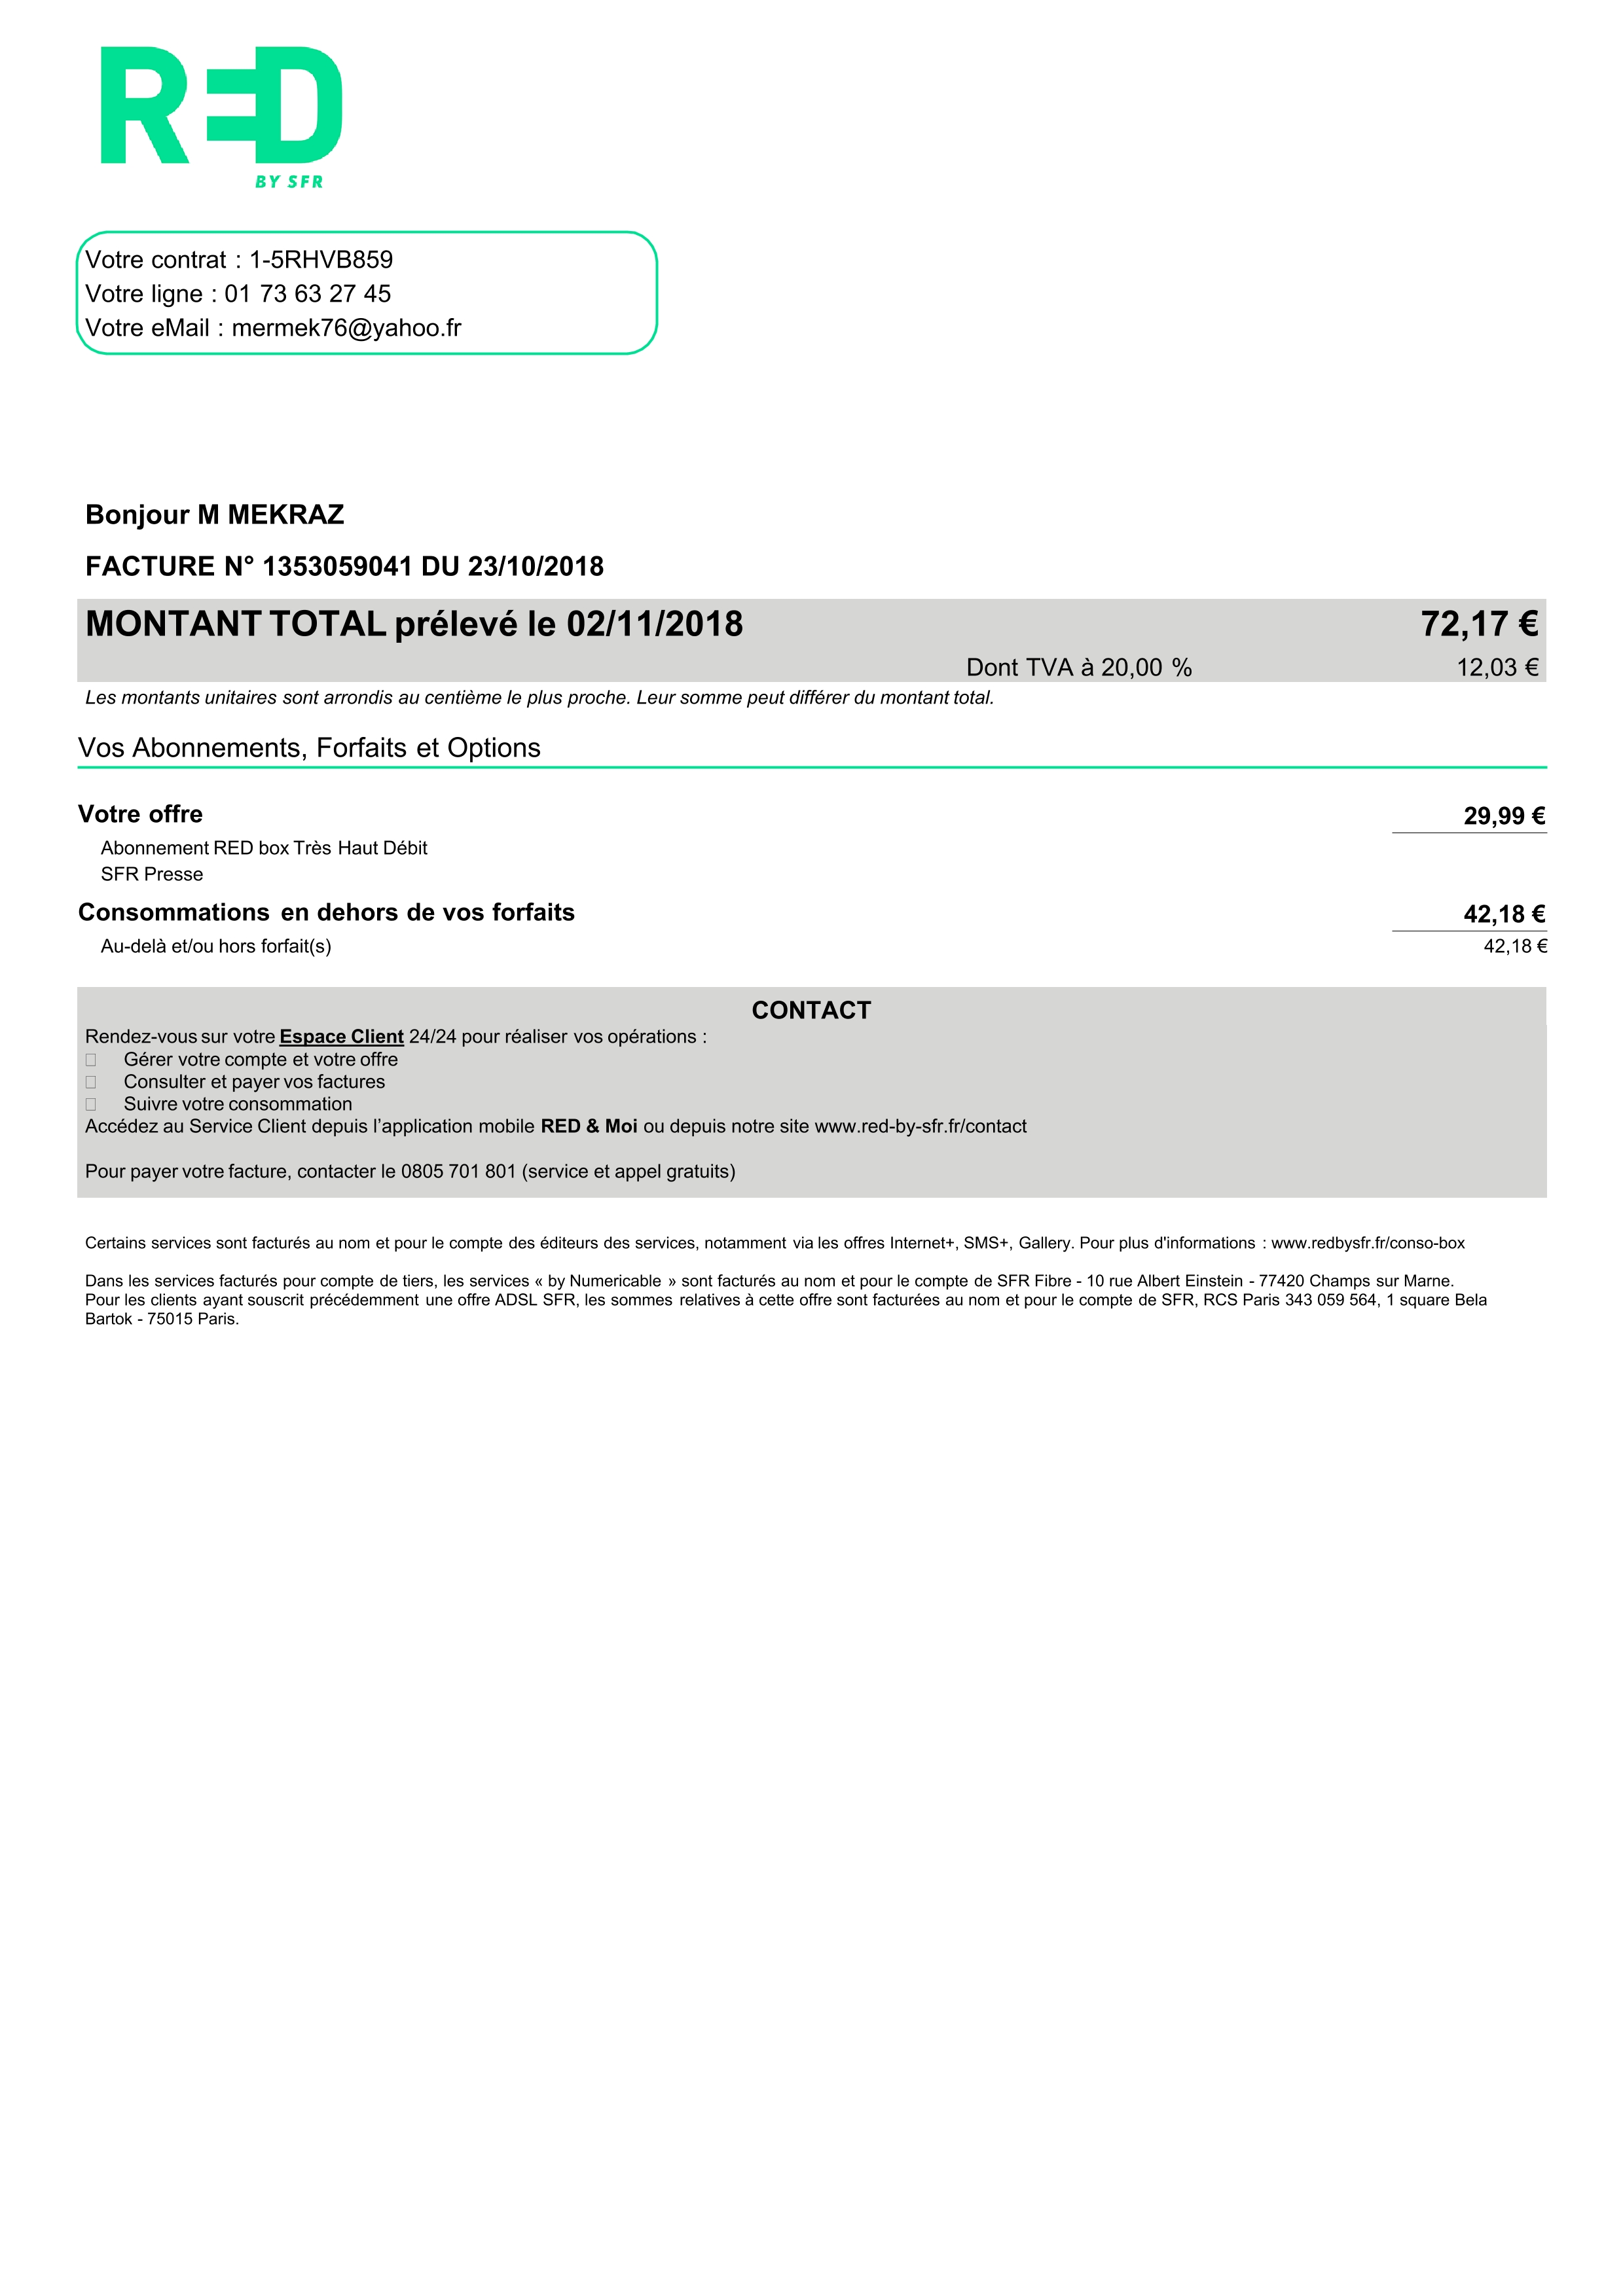 RED
BY SFR
Votre contrat : 1-5RHVB859
Votre ligne : 01 73 63 27 45
Votre eMail : mermek76@yahoo.fr
Bonjour M MEKRAZ
FACTURE N° 1353059041 DU 23/10/2018
MONTANT TOTAL prélevé le 02/11/2018 72,17 €
Dont TVA à 20,00 % 12,03 €
Les montants unitaires sont arrondis au centième le plus proche. Leur somme peut différer du montant total.
Vos Abonnements, Forfaits et Options
Votre offre 29,99 €
Abonnement RED box Très Haut Débit
SFR Presse
Consommations en dehors de vos forfaits 42,18 €
Au-delà et/ou hors forfait(s) 42,18 €
CONTACT
Rendez-vous sur votre Espace Client 24/24 pour réaliser vos opérations :
Gérer votre compte et votre offre
Consulter et payer vos factures
Suivre votre consommation
Accédez au Service Client depuis l’application mobile RED & Moi ou depuis notre site www.red-by-sfr.fr/contact
Pour payer votre facture, contacter le 0805 701 801 (service et appel gratuits)
Certains services sont facturés au nom et pour le compte des éditeurs des services, notamment via les offres Internet+, SMS+, Gallery. Pour plus d'informations : www.redbysfr.fr/conso-box
Dans les services facturés pour compte de tiers, les services « by Numericable » sont facturés au nom et pour le compte de SFR Fibre - 10 rue Albert Einstein - 77420 Champs sur Marne.
Pour les clients ayant souscrit précédemment une offre ADSL SFR, les sommes relatives à cette offre sont facturées au nom et pour le compte de SFR, RCS Paris 343 059 564, 1 square Bela
Bartok - 75015 Paris.